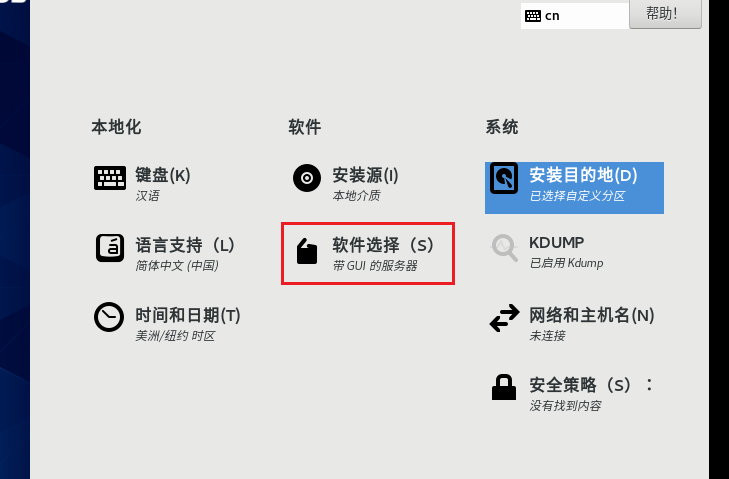 cn
帮助！
本地化
软件
系统
键盘(K)
汉语
安装源(I)
本地介质
安装目的地(D)
已选择自定义分区
语言支持（L）
简体中文 (中国)
软件选择（S）
带 GUI 的服务器
KDUMP
已启用 Kdump
时间和日期(T)
美洲/纽约 时区
网络和主机名(N)
未连接
安全策略（S）：
没有找到内容